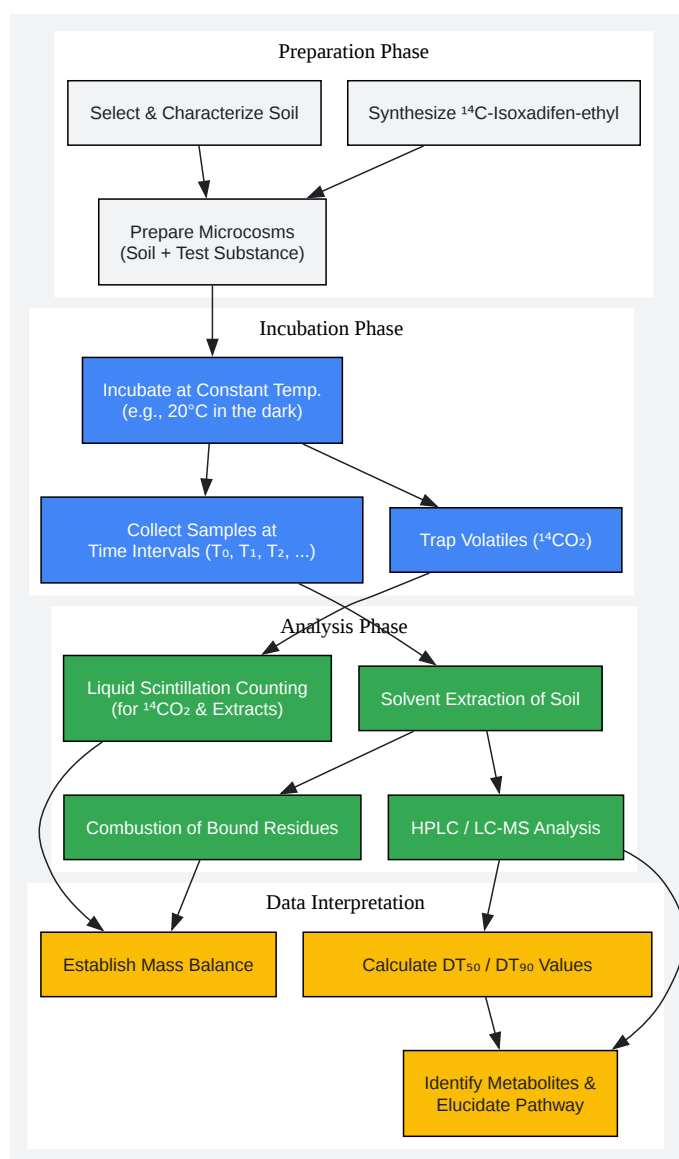 Preparation Phase
Select & Characterize Soil
Synthesize ¹⁴C-Isoxadifen-ethyl
Prepare Microcosms
(Soil + Test Substance)
Incubation Phase
Incubate at Constant Temp.
(e.g., 20°C in the dark)
Collect Samples at
Time Intervals (T₀, T₁, T₂, ...)
Trap Volatiles (¹⁴CO₂)
Analysis Phase
Liquid Scintillation Counting
(for ¹⁴CO₂ & Extracts)
Solvent Extraction of Soil
Combustion of Bound Residues
HPLC / LC-MS Analysis
Data Interpretation
Establish Mass Balance
Calculate DT₅₀ / DT₉₀ Values
Identify Metabolites &
Elucidate Pathway